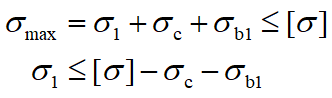 σmax = σ1 + σc + σb1 ≤ [σ]
σ1 ≤ [σ] − σc − σb1